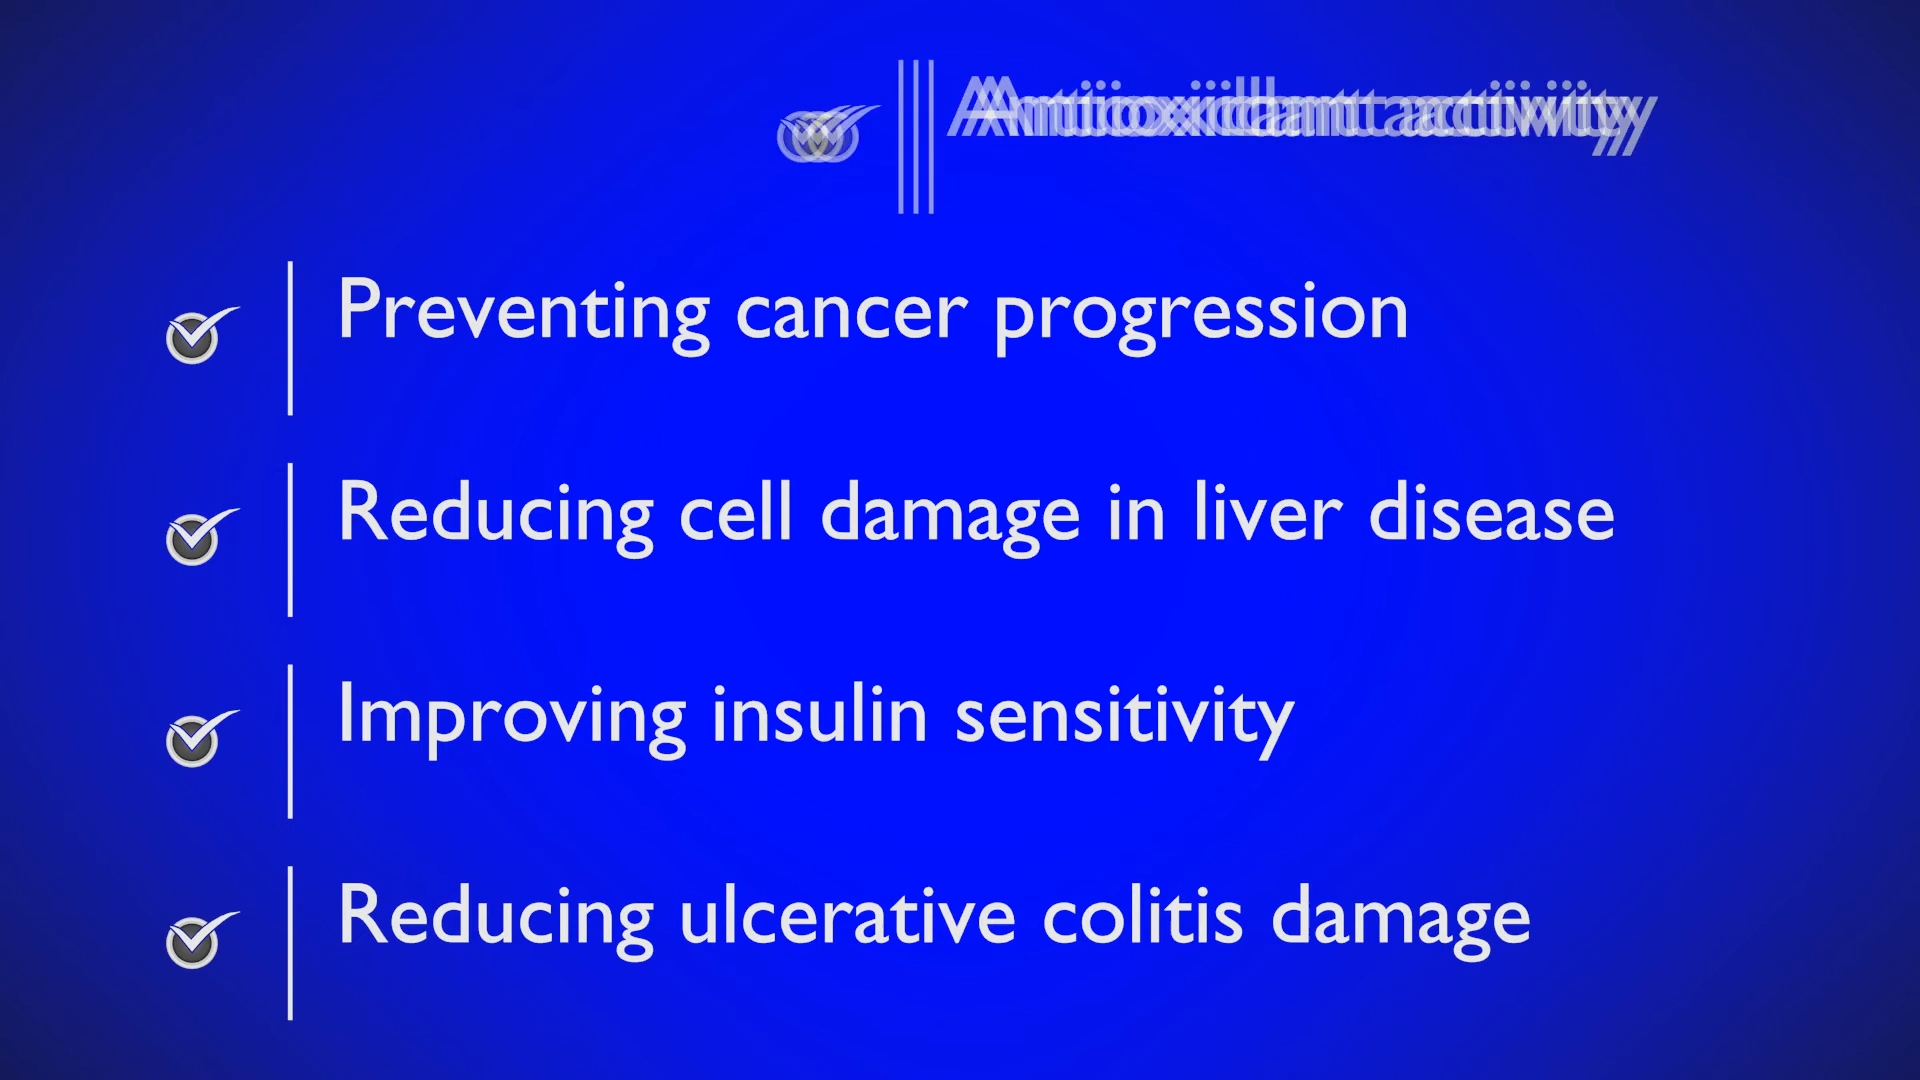 Antioxidant activity
Preventing cancer progression
Reducing cell damage in liver disease
Improving insulin sensitivity
Reducing ulcerative colitis damage